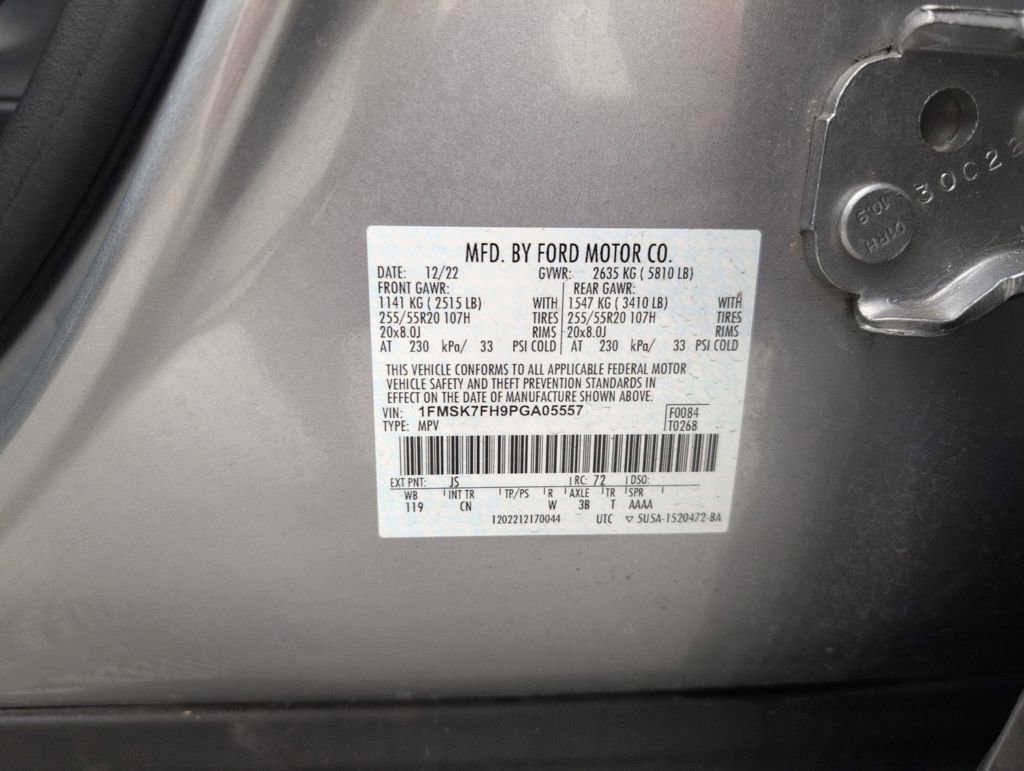 MFD. BY FORD MOTOR CO.
DATE: 12/22 GVWR: 2635 KG ( 5810 LB)
FRONT GAWR: REAR GAWR:
1141 KG ( 2515 LB) WITH 1547 KG ( 3410 LB) WITH
255/55R20 107H TIRES 255/55R20 107H TIRES
20x8.0J RIMS 20x8.0J RIMS
AT 230 kPa/ 33 PSI COLD AT 230 kPa/ 33 PSI COLD
THIS VEHICLE CONFORMS TO ALL APPLICABLE FEDERAL MOTOR
VEHICLE SAFETY AND THEFT PREVENTION STANDARDS IN
EFFECT ON THE DATE OF MANUFACTURE SHOWN ABOVE.
VIN: 1FMSK7FH9PGA05557 F0084
TYPE: MPV T0268
EXT PNT: JS RC: 72 DSO:
WB INT TR TP/PS R AXLE TR SPR
119 CN W 3B T AAAA
1202212170044 UTC ▽ 5U5A-1520472-BA
30C22
10.9